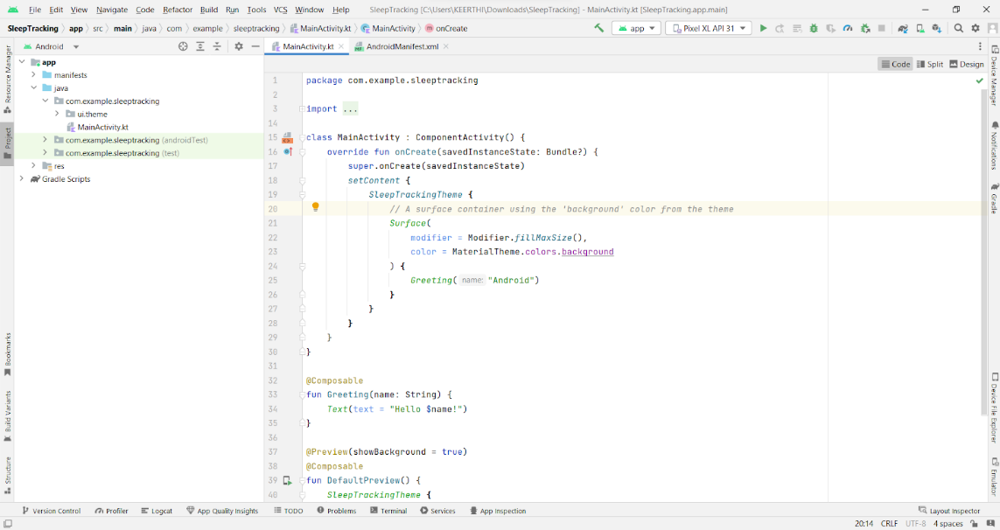 File Edit View Navigate Code Refactor Build Run Tools VCS Window Help SleepTracking [C:\Users\KEERTHI\Downloads\SleepTracking] - MainActivity.kt [SleepTracking.app.main]
SleepTracking app src main java com example sleeptracking MainActivity.kt MainActivity onCreate app Pixel XL API 31
Android MainActivity.kt AndroidManifest.xml
Code Split Design
Resource Manager
Project
Bookmarks
Build Variants
Structure
app
manifests
java
com.example.sleeptracking
ui.theme
MainActivity.kt
com.example.sleeptracking (androidTest)
com.example.sleeptracking (test)
res
Gradle Scripts
1 package com.example.sleeptracking
2
3 import ...
14
15 class MainActivity : ComponentActivity() {
16 override fun onCreate(savedInstanceState: Bundle?) {
17 super.onCreate(savedInstanceState)
18 setContent {
19 SleepTrackingTheme {
20 // A surface container using the 'background' color from the theme
21 Surface(
22 modifier = Modifier.fillMaxSize(),
23 color = MaterialTheme.colors.background
24 ) {
25 Greeting( name: "Android")
26 }
27 }
28 }
29 }
30 }
31
32 @Composable
33 fun Greeting(name: String) {
34 Text(text = "Hello $name!")
35 }
36
37 @Preview(showBackground = true)
38 @Composable
39 fun DefaultPreview() {
40 SleepTrackingTheme {
Device Manager
Notifications
Gradle
Device File Explorer
Emulator
Version Control Profiler Logcat App Quality Insights TODO Problems Terminal Services App Inspection Layout Inspector
20:14 CRLF UTF-8 4 spaces